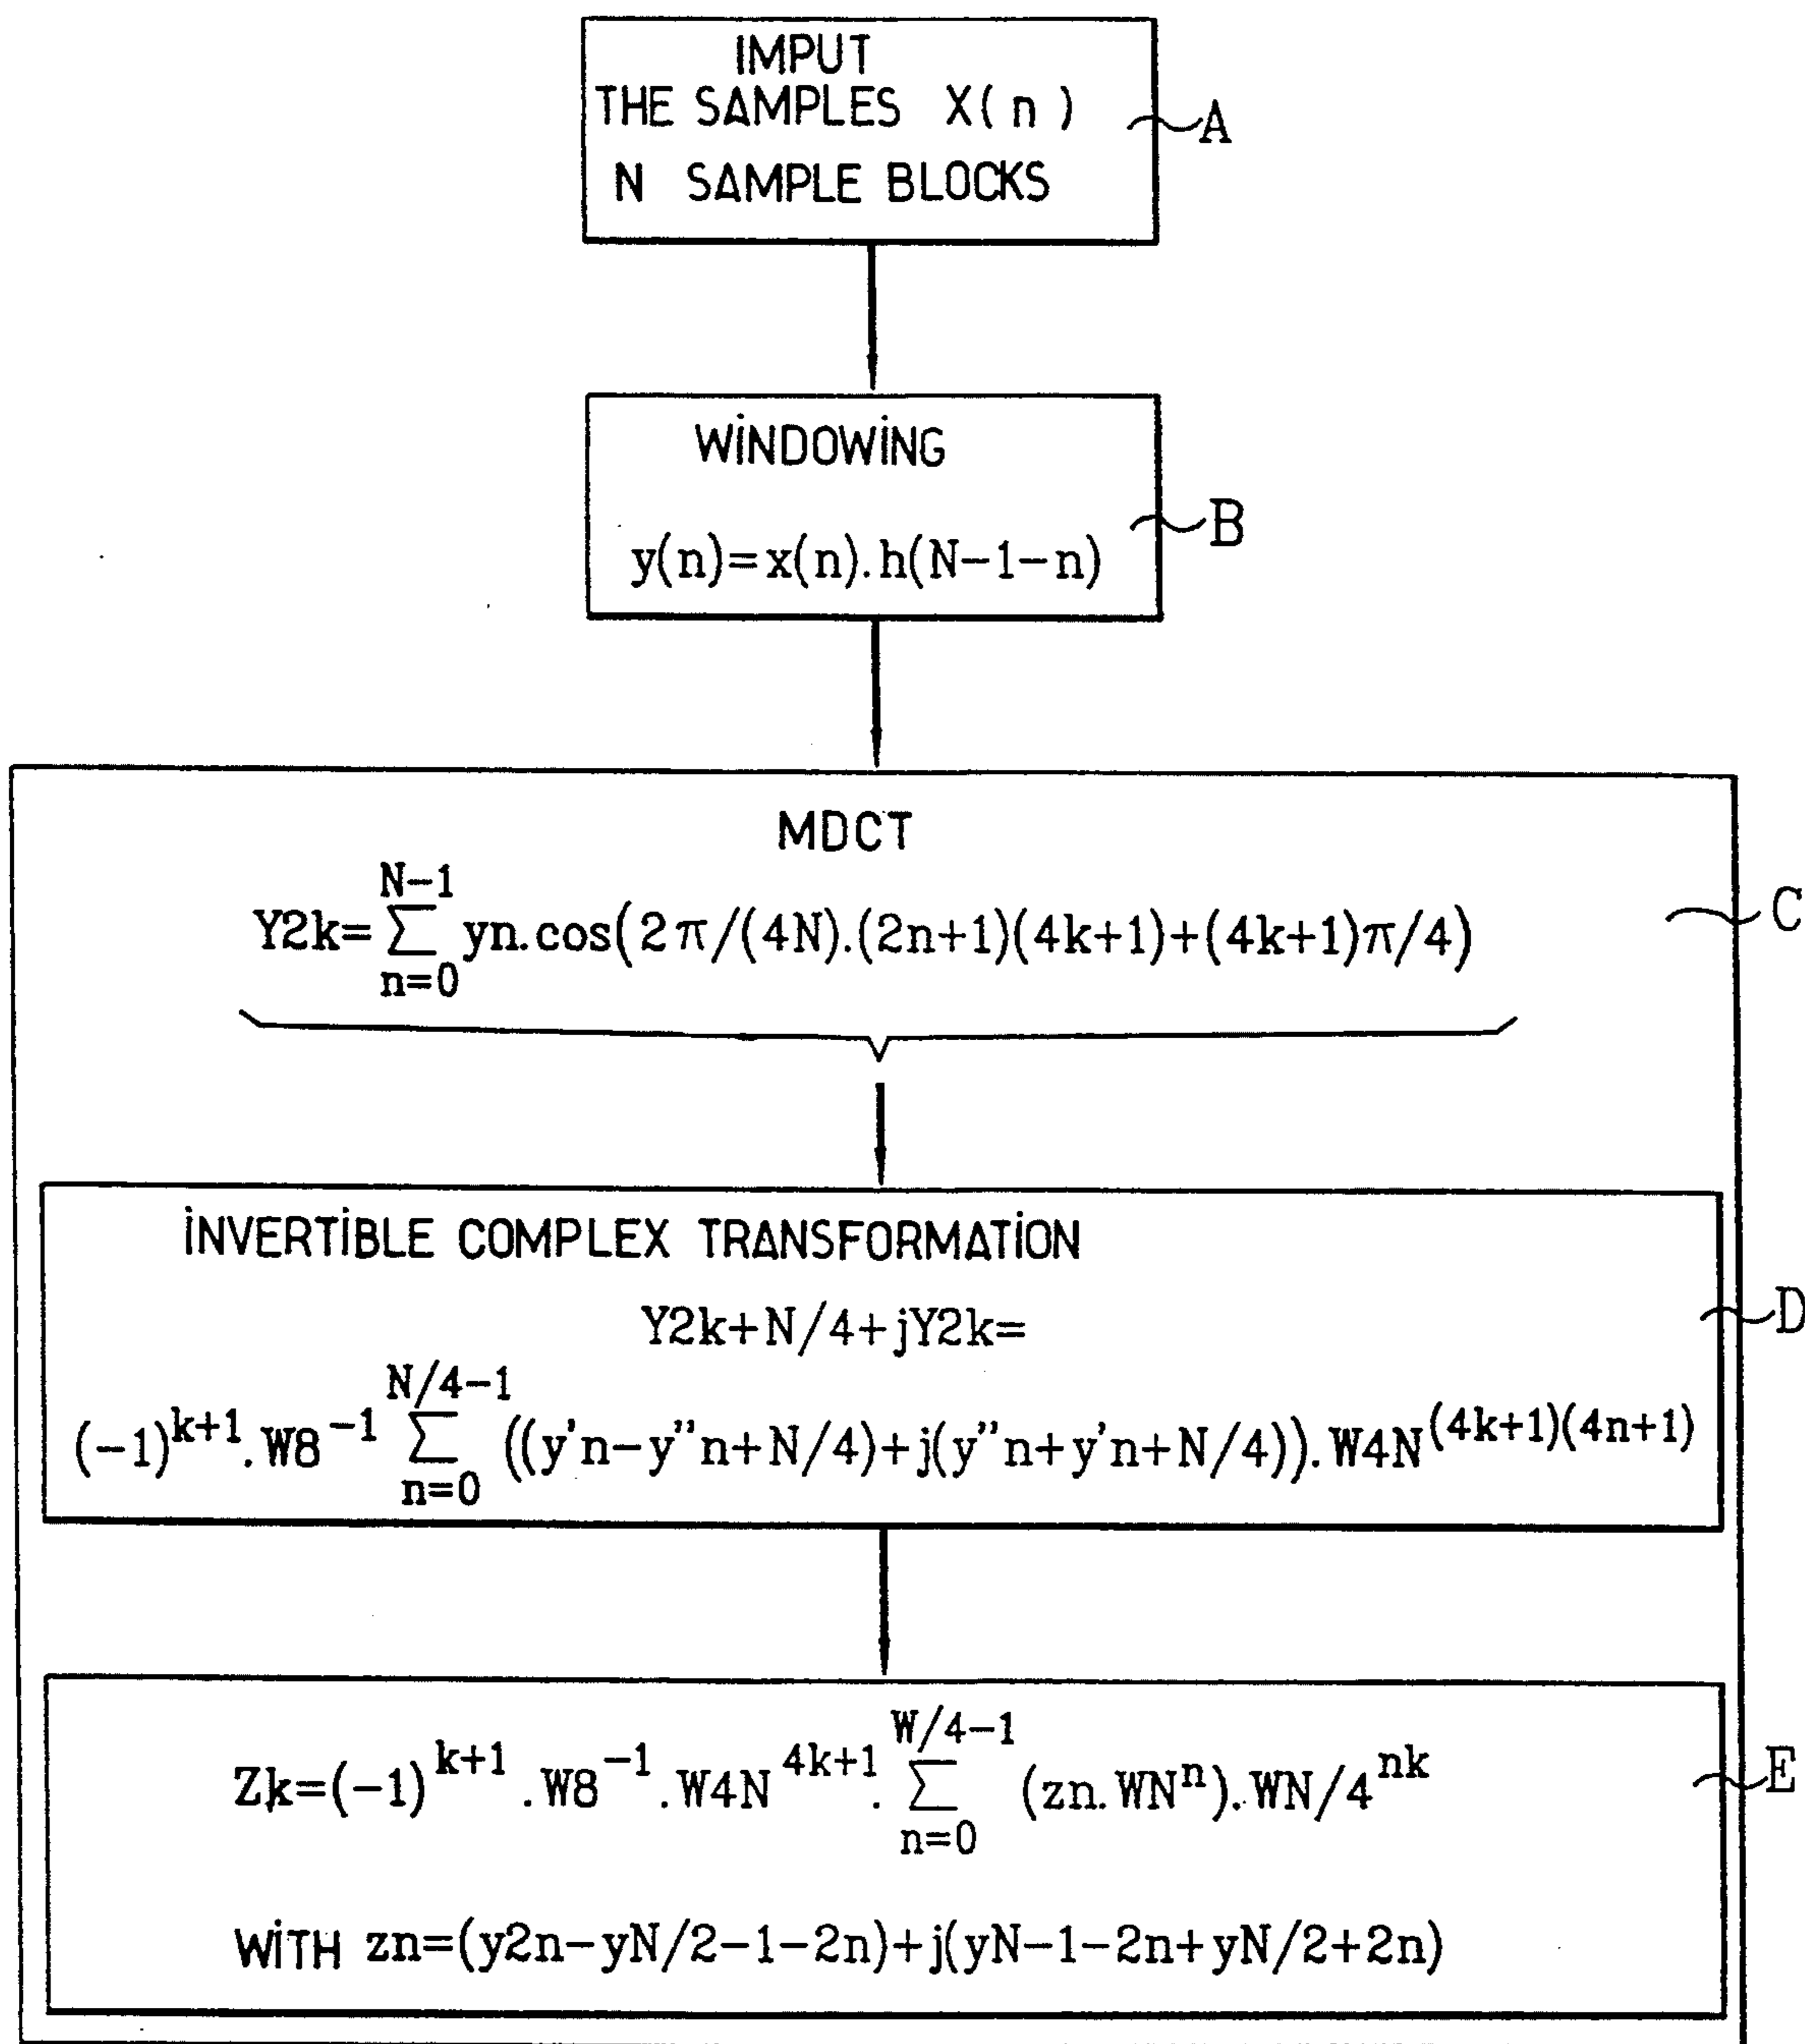 IMPUT
THE SAMPLES X(n)
N SAMPLE BLOCKS
A
WINDOWING
y(n)=x(n).h(N-1-n)
B
MDCT
C
N-1
Y2k=∑yn.cos(2π/(4N).(2n+1)(4k+1)+(4k+1)π/4)
n=0
INVERTIBLE COMPLEX TRANSFORMATION
Y2k+N/4+jY2k=
D
N/4-1
(-1)^k+1.W8^-1∑((y'n-y''n+N/4)+j(y''n+y'n+N/4)).W4N^(4k+1)(4n+1)
n=0
W/4-1
Zk=(-1)^k+1.W8^-1.W4N^4k+1.∑(zn.WN^n).WN/4^nk
n=0
E
WITH zn=(y2n-yN/2-1-2n)+j(yN-1-2n+yN/2+2n)